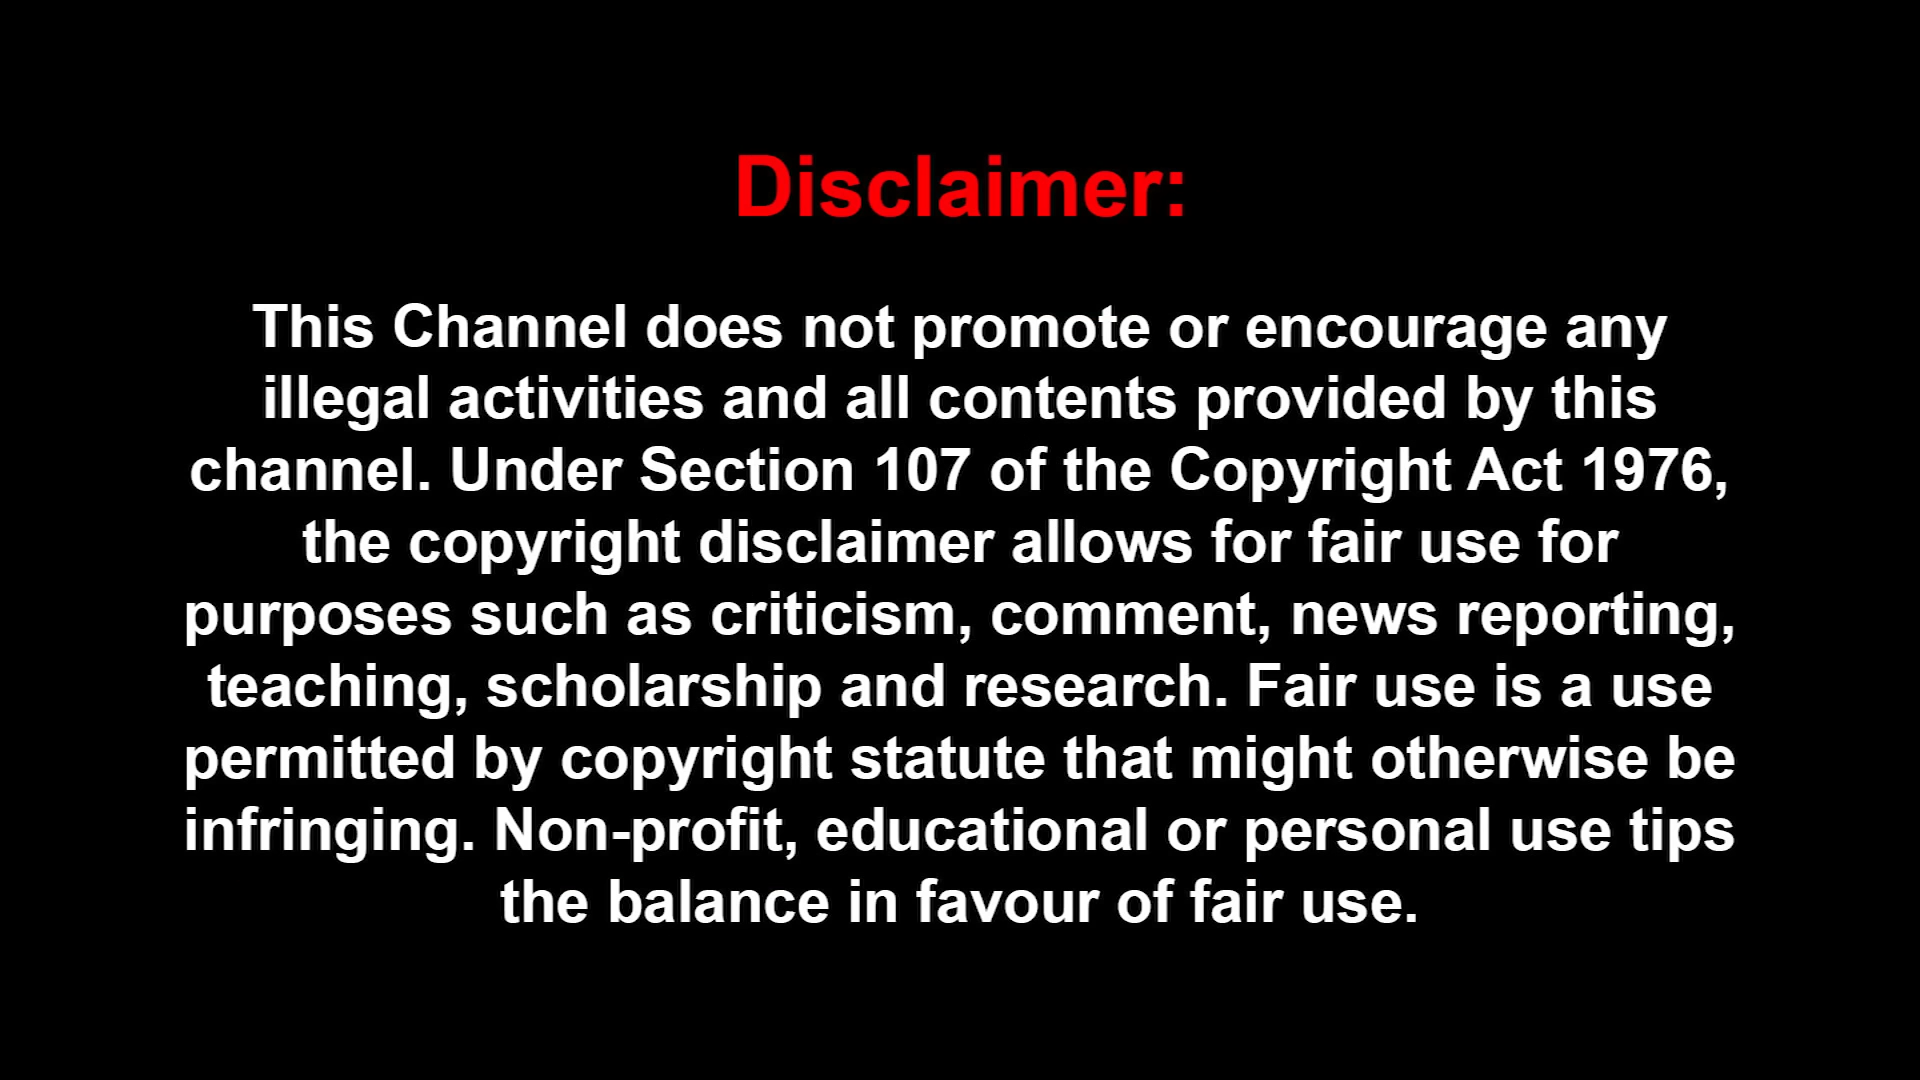 Disclaimer:
This Channel does not promote or encourage any
illegal activities and all contents provided by this
channel. Under Section 107 of the Copyright Act 1976,
the copyright disclaimer allows for fair use for
purposes such as criticism, comment, news reporting,
teaching, scholarship and research. Fair use is a use
permitted by copyright statute that might otherwise be
infringing. Non-profit, educational or personal use tips
the balance in favour of fair use.